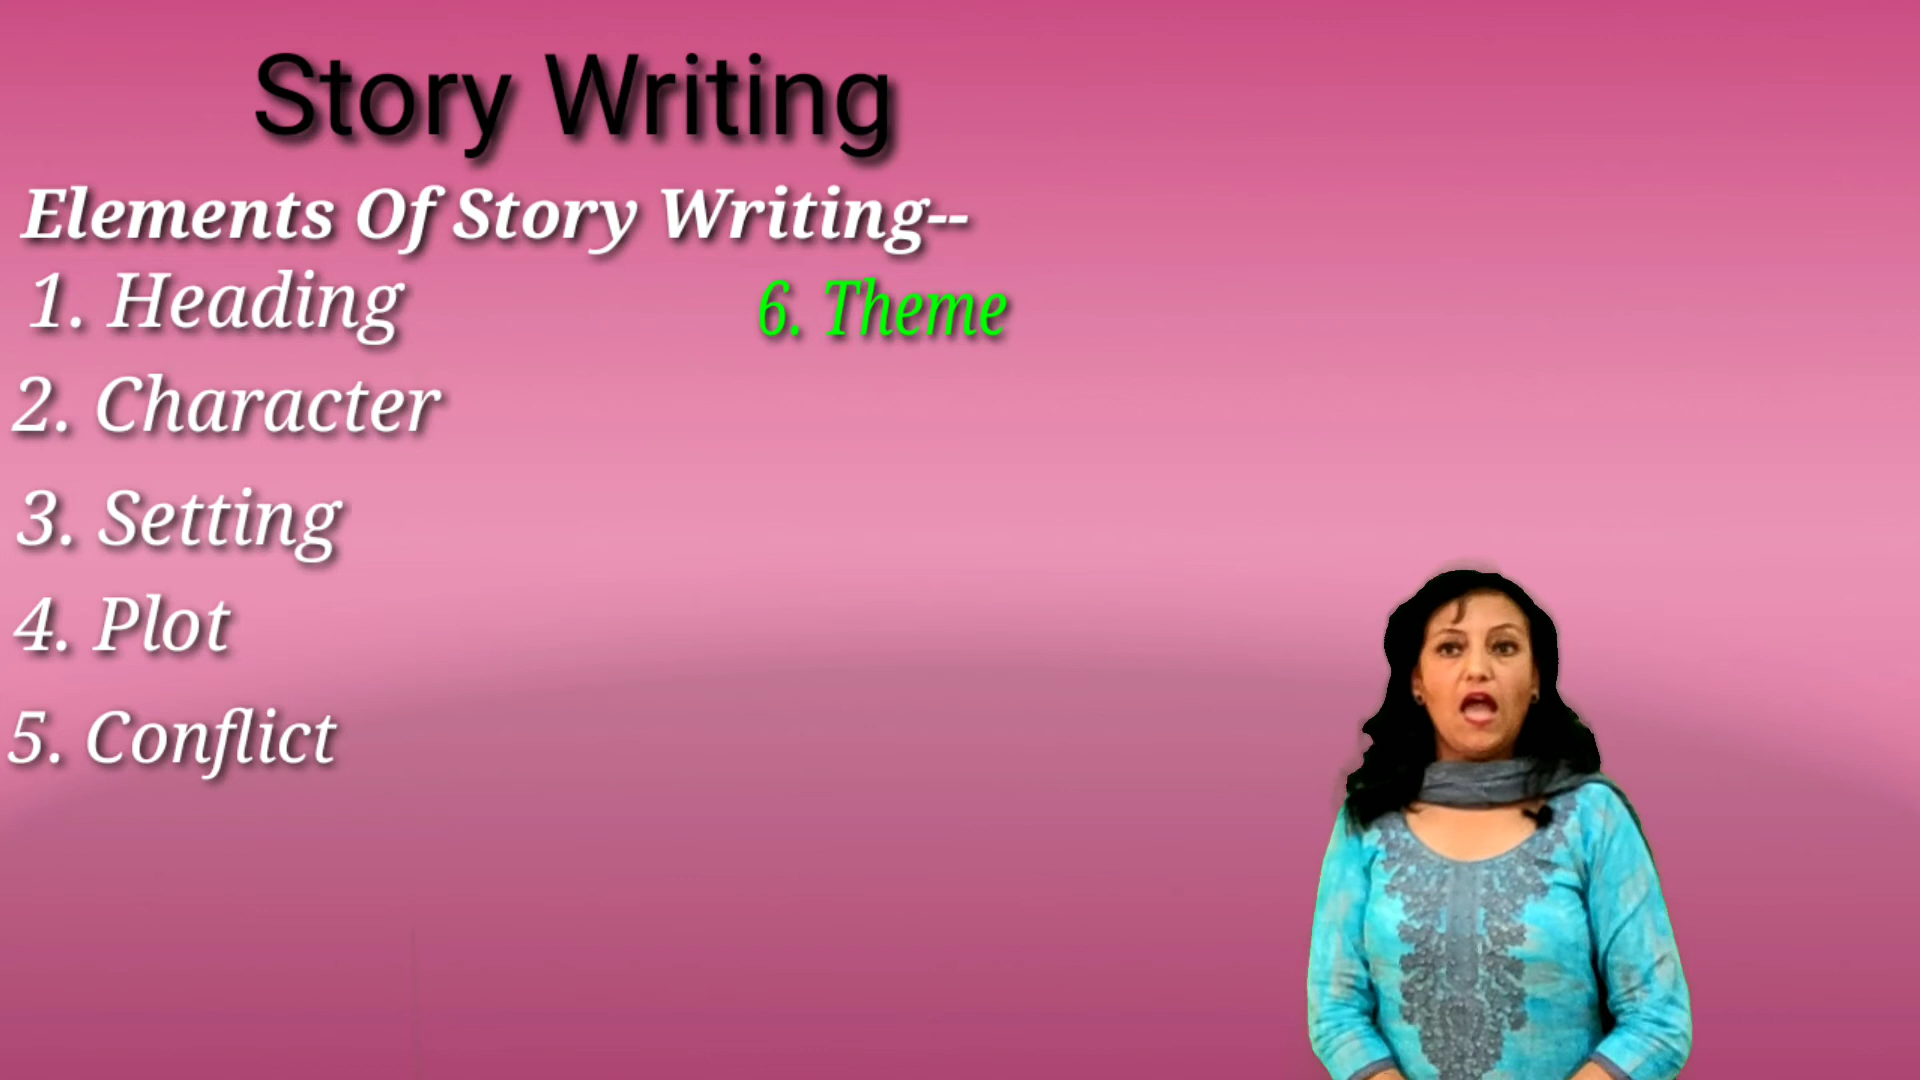 Story Writing
Elements Of Story Writing--
1. Heading
2. Character
3. Setting
4. Plot
5. Conflict
6. Theme